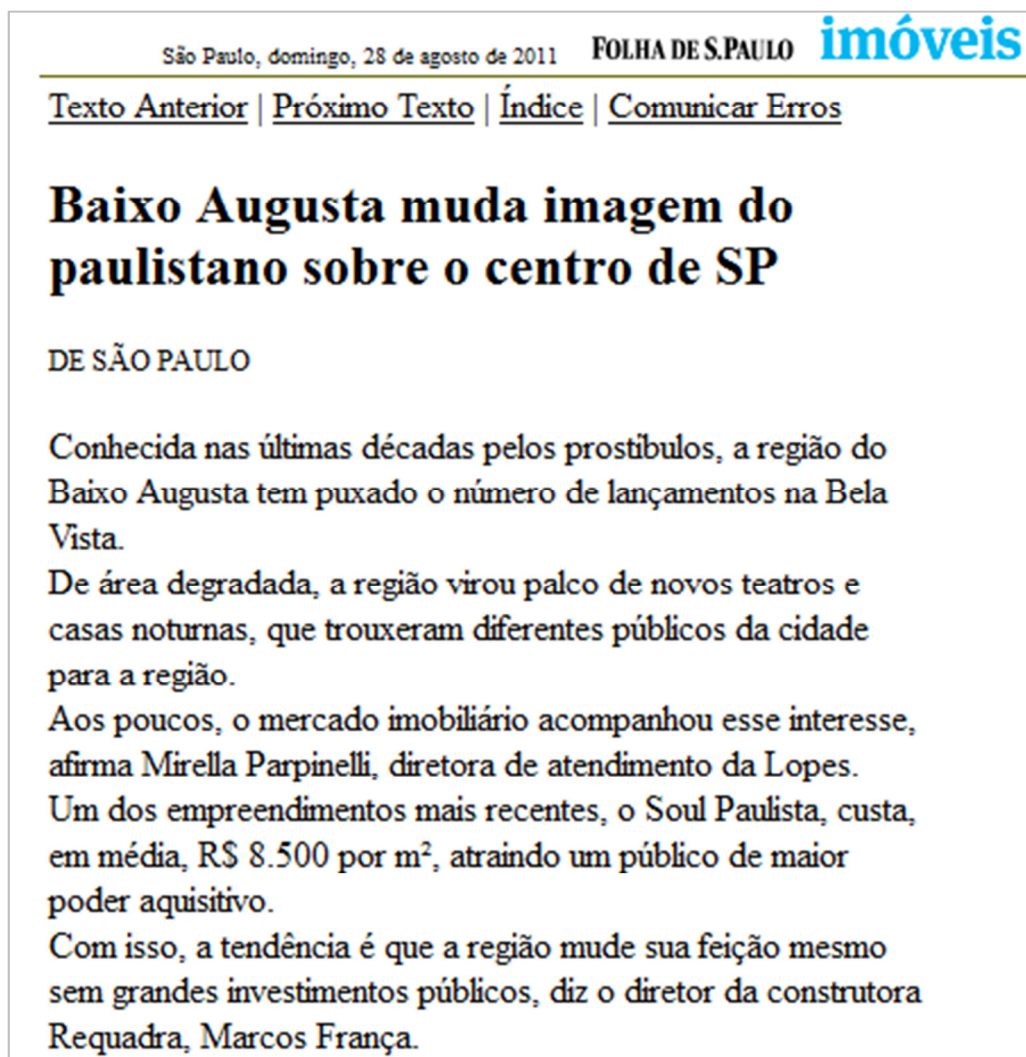 São Paulo, domingo, 28 de agosto de 2011 FOLHA DE S.PAULO imóveis
Texto Anterior | Próximo Texto | Índice | Comunicar Erros
Baixo Augusta muda imagem do
paulistano sobre o centro de SP
DE SÃO PAULO
Conhecida nas últimas décadas pelos prostíbulos, a região do
Baixo Augusta tem puxado o número de lançamentos na Bela
Vista.
De área degradada, a região virou palco de novos teatros e
casas noturnas, que trouxeram diferentes públicos da cidade
para a região.
Aos poucos, o mercado imobiliário acompanhou esse interesse,
afirma Mirella Parpinelli, diretora de atendimento da Lopes.
Um dos empreendimentos mais recentes, o Soul Paulista, custa,
em média, R$ 8.500 por m², atraindo um público de maior
poder aquisitivo.
Com isso, a tendência é que a região mude sua feição mesmo
sem grandes investimentos públicos, diz o diretor da construtora
Requadra, Marcos França.